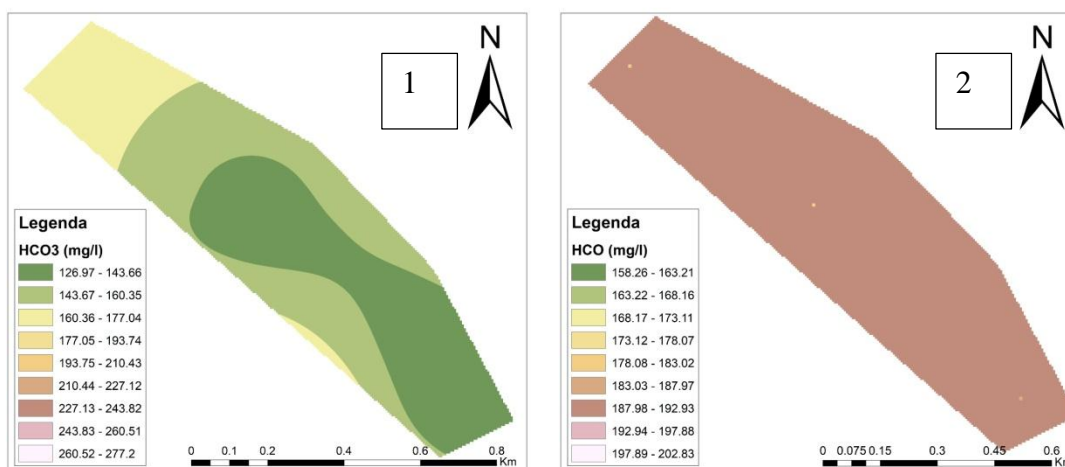 1
N
Legenda
HCO3 (mg/l)
126.97 - 143.66
143.67 - 160.35
160.36 - 177.04
177.05 - 193.74
193.75 - 210.43
210.44 - 227.12
227.13 - 243.82
243.83 - 260.51
260.52 - 277.2
0 0.1 0.2 0.4 0.6 0.8
Km
2
N
Legenda
HCO (mg/l)
158.26 - 163.21
163.22 - 168.16
168.17 - 173.11
173.12 - 178.07
178.08 - 183.02
183.03 - 187.97
187.98 - 192.93
192.94 - 197.88
197.89 - 202.83
0 0.075 0.15 0.3 0.45 0.6
Km